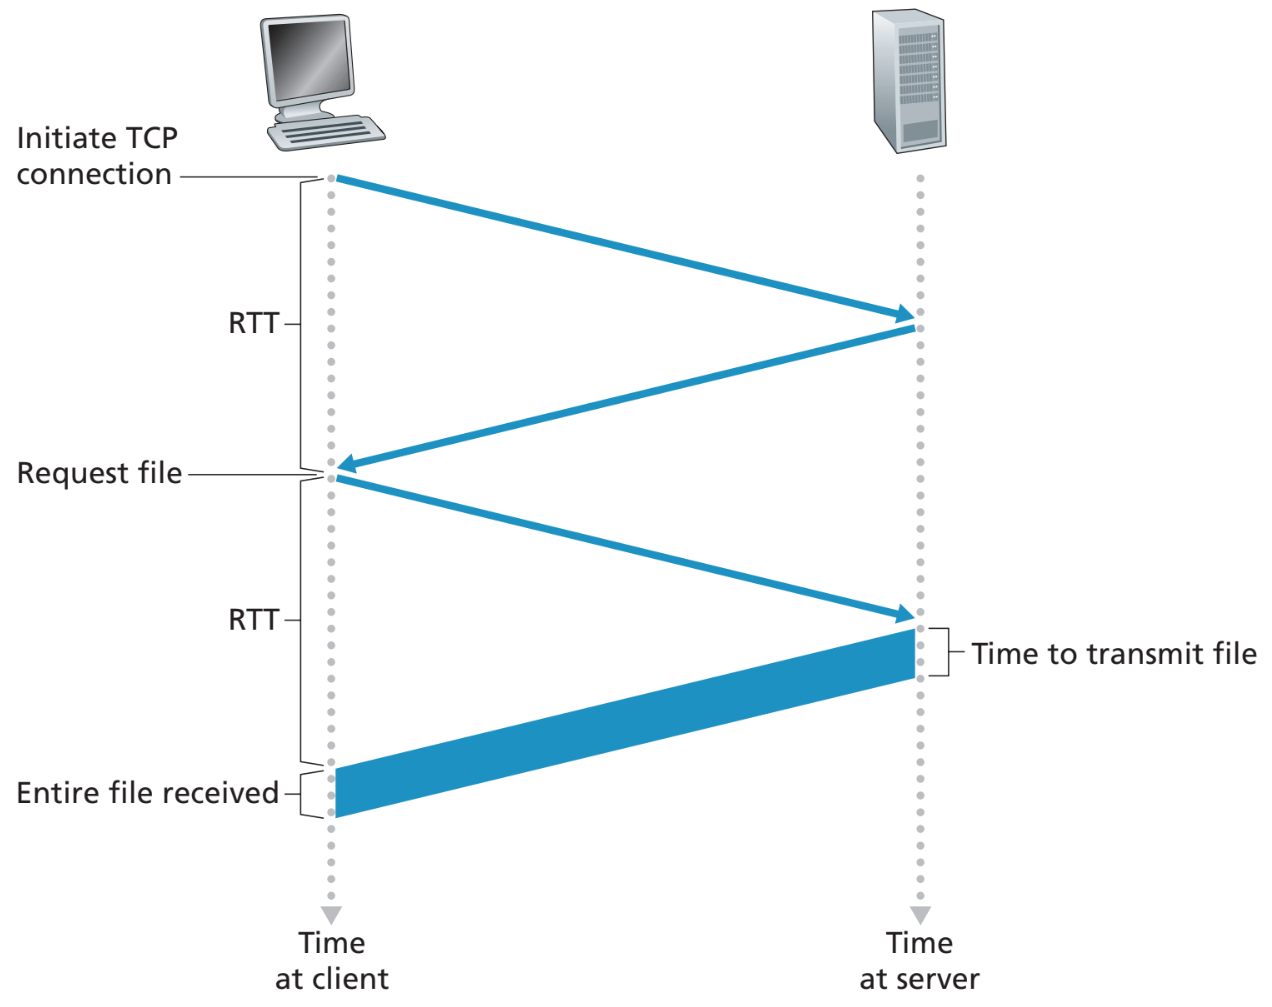 Initiate TCP
connection
RTT
Request file
RTT
Time to transmit file
Entire file received
Time
at client
Time
at server